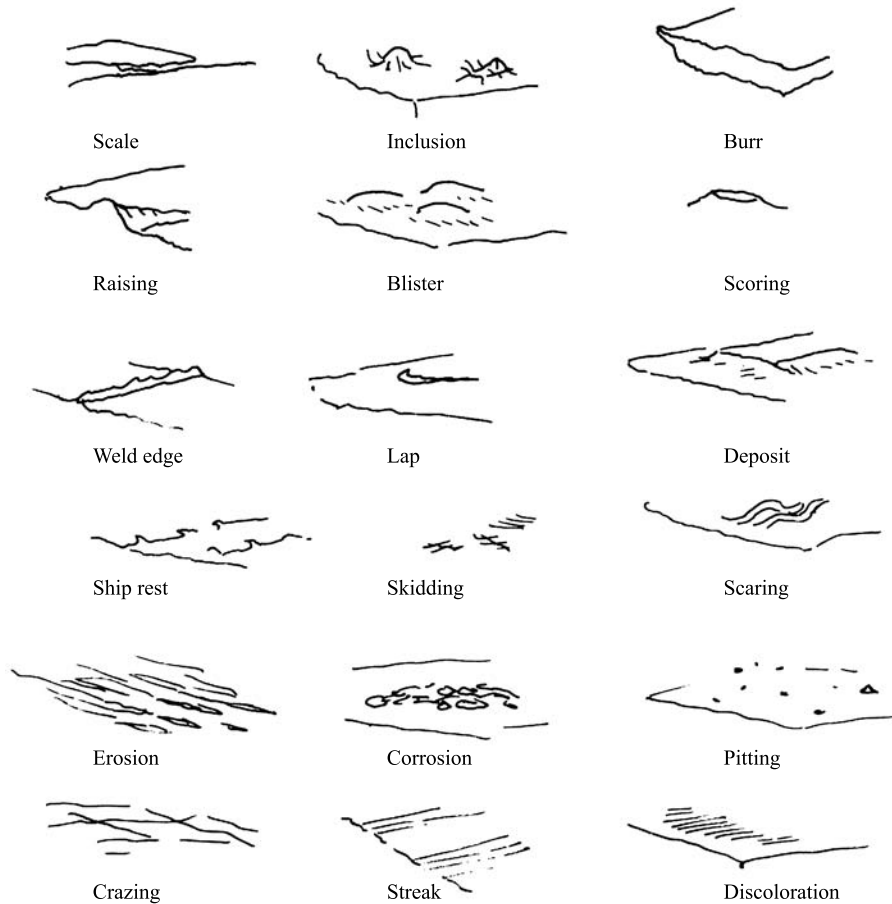 Scale Inclusion Burr
Raising Blister Scoring
Weld edge Lap Deposit
Ship rest Skidding Scaring
Erosion Corrosion Pitting
Crazing Streak Discoloration